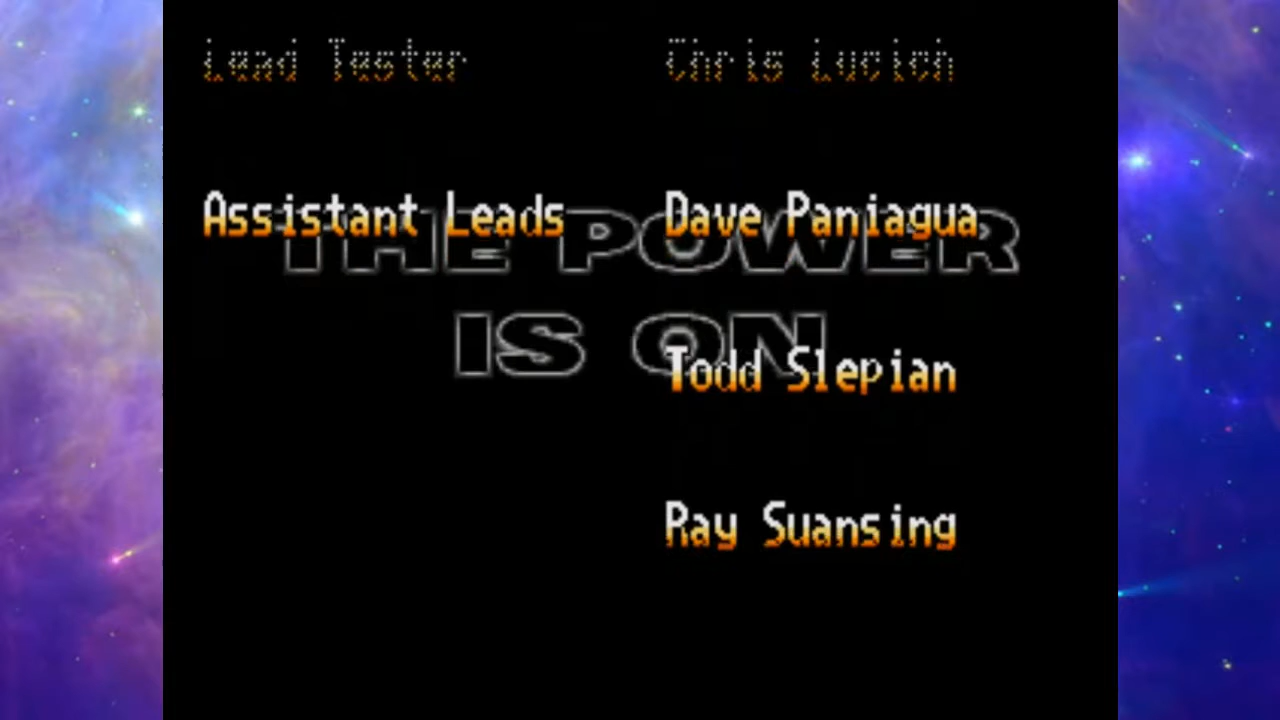 Lead Tester Chris Lucich
Assistant Leads Dave Paniagua
THE POWER
IS ON
Todd Slepian
Ray Suansing